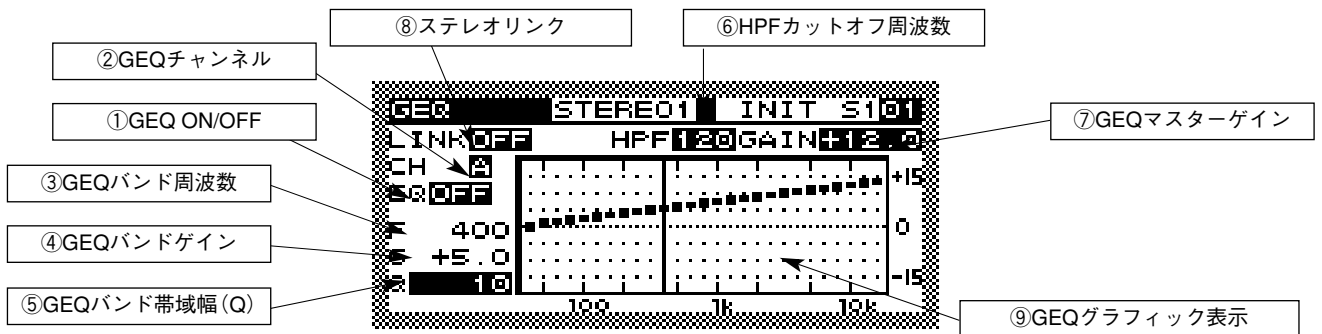 ⑧ステレオリンク
⑥HPFカットオフ周波数
②GEQチャンネル
①GEQ ON/OFF
⑦GEQマスターゲイン
③GEQバンド周波数
④GEQバンドゲイン
⑤GEQバンド帯域幅(Q)
⑨GEQグラフィック表示
GEQ STEREO1 INIT S1 01
LINK OFF HPF 120 GAIN +12.0
CH A
EQ OFF
+15
F 400
0
G +5.0
Q 10
-15
100 1k 10k